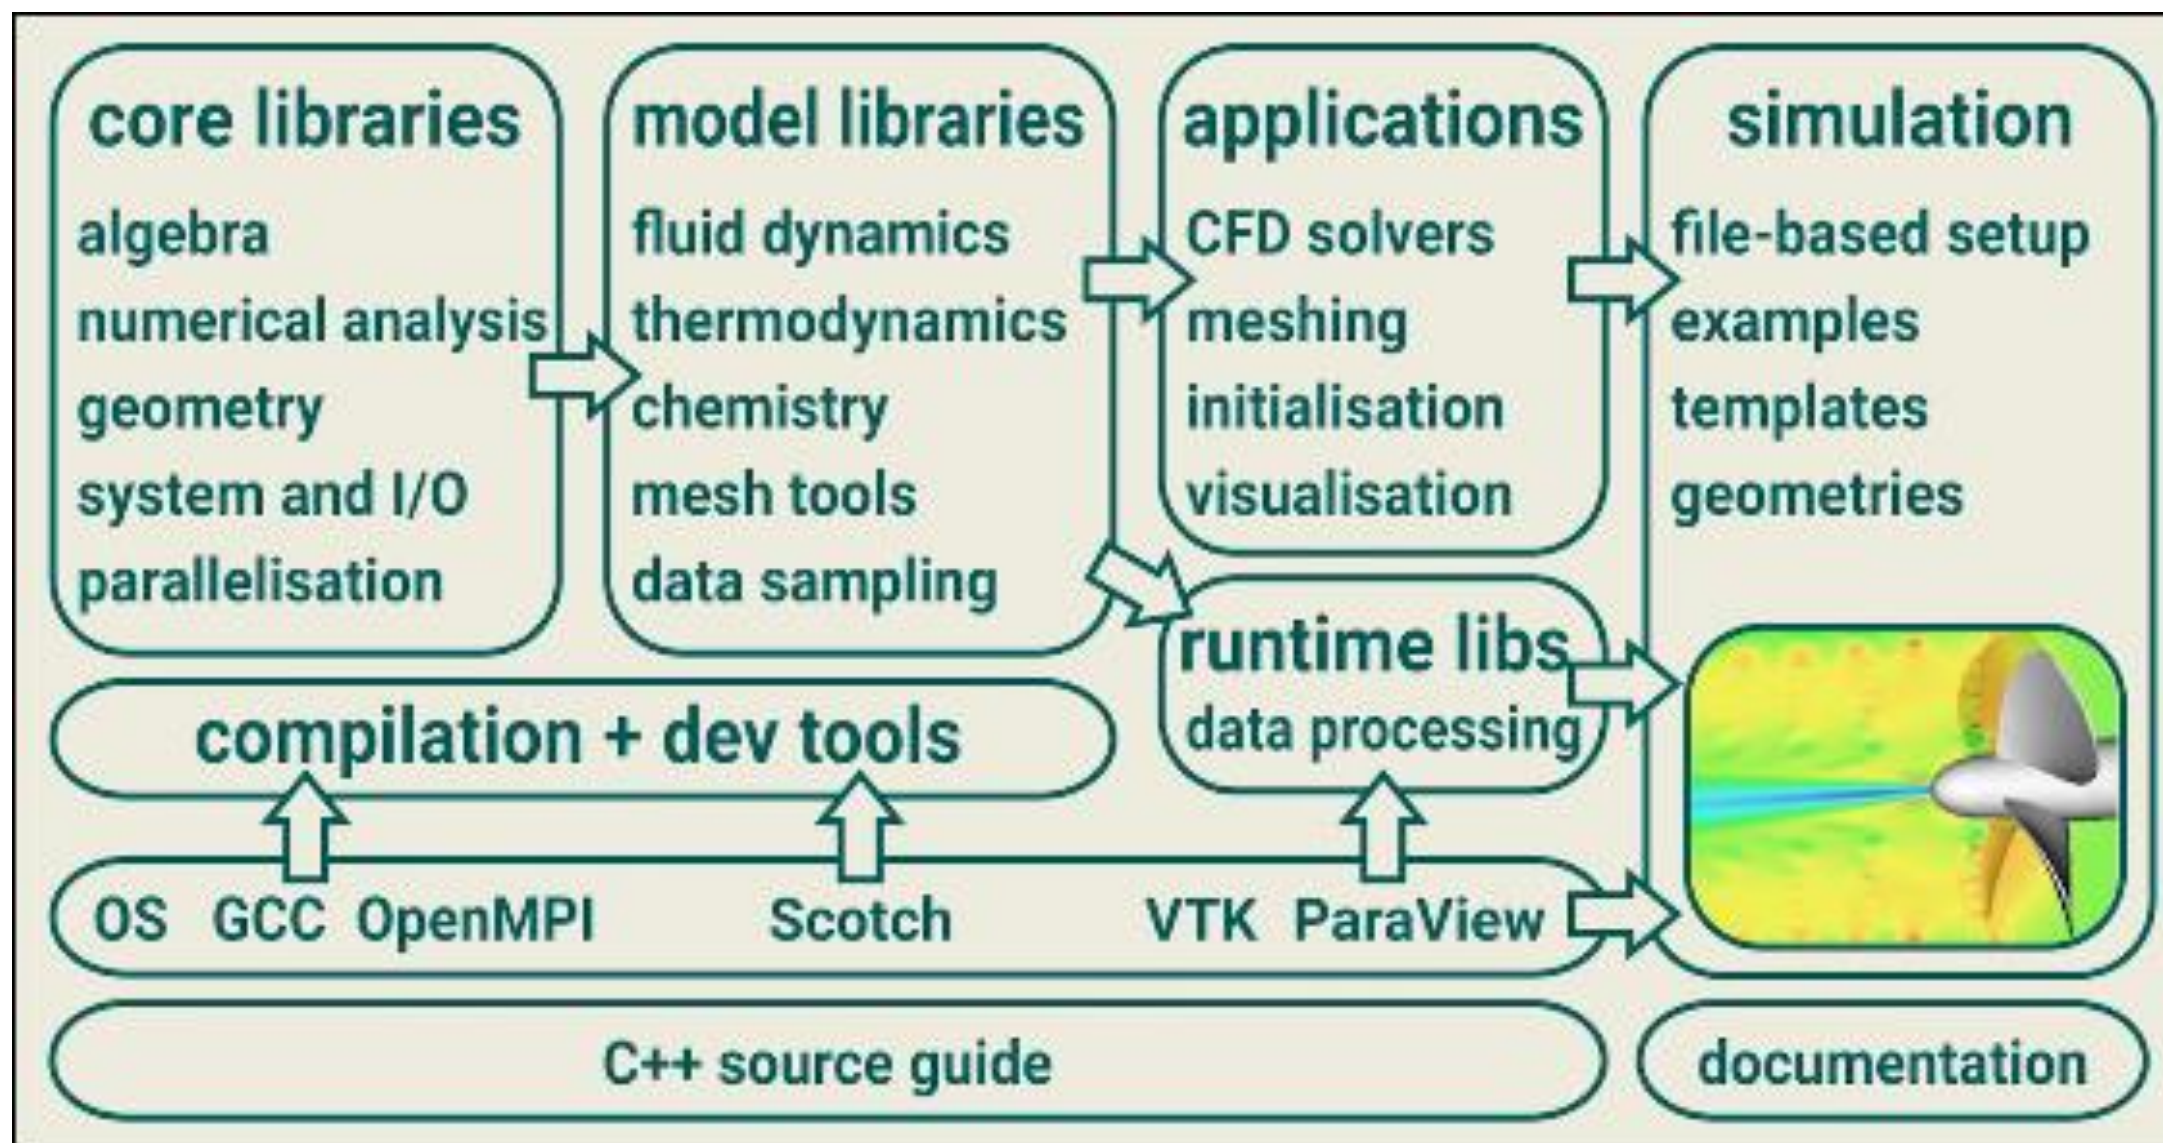 core libraries
algebra
numerical analysis
geometry
system and I/O
parallelisation
model libraries
fluid dynamics
thermodynamics
chemistry
mesh tools
data sampling
applications
CFD solvers
meshing
initialisation
visualisation
runtime libs
data processing
simulation
file-based setup
examples
templates
geometries
compilation + dev tools
OS GCC OpenMPI Scotch VTK ParaView
C++ source guide
documentation